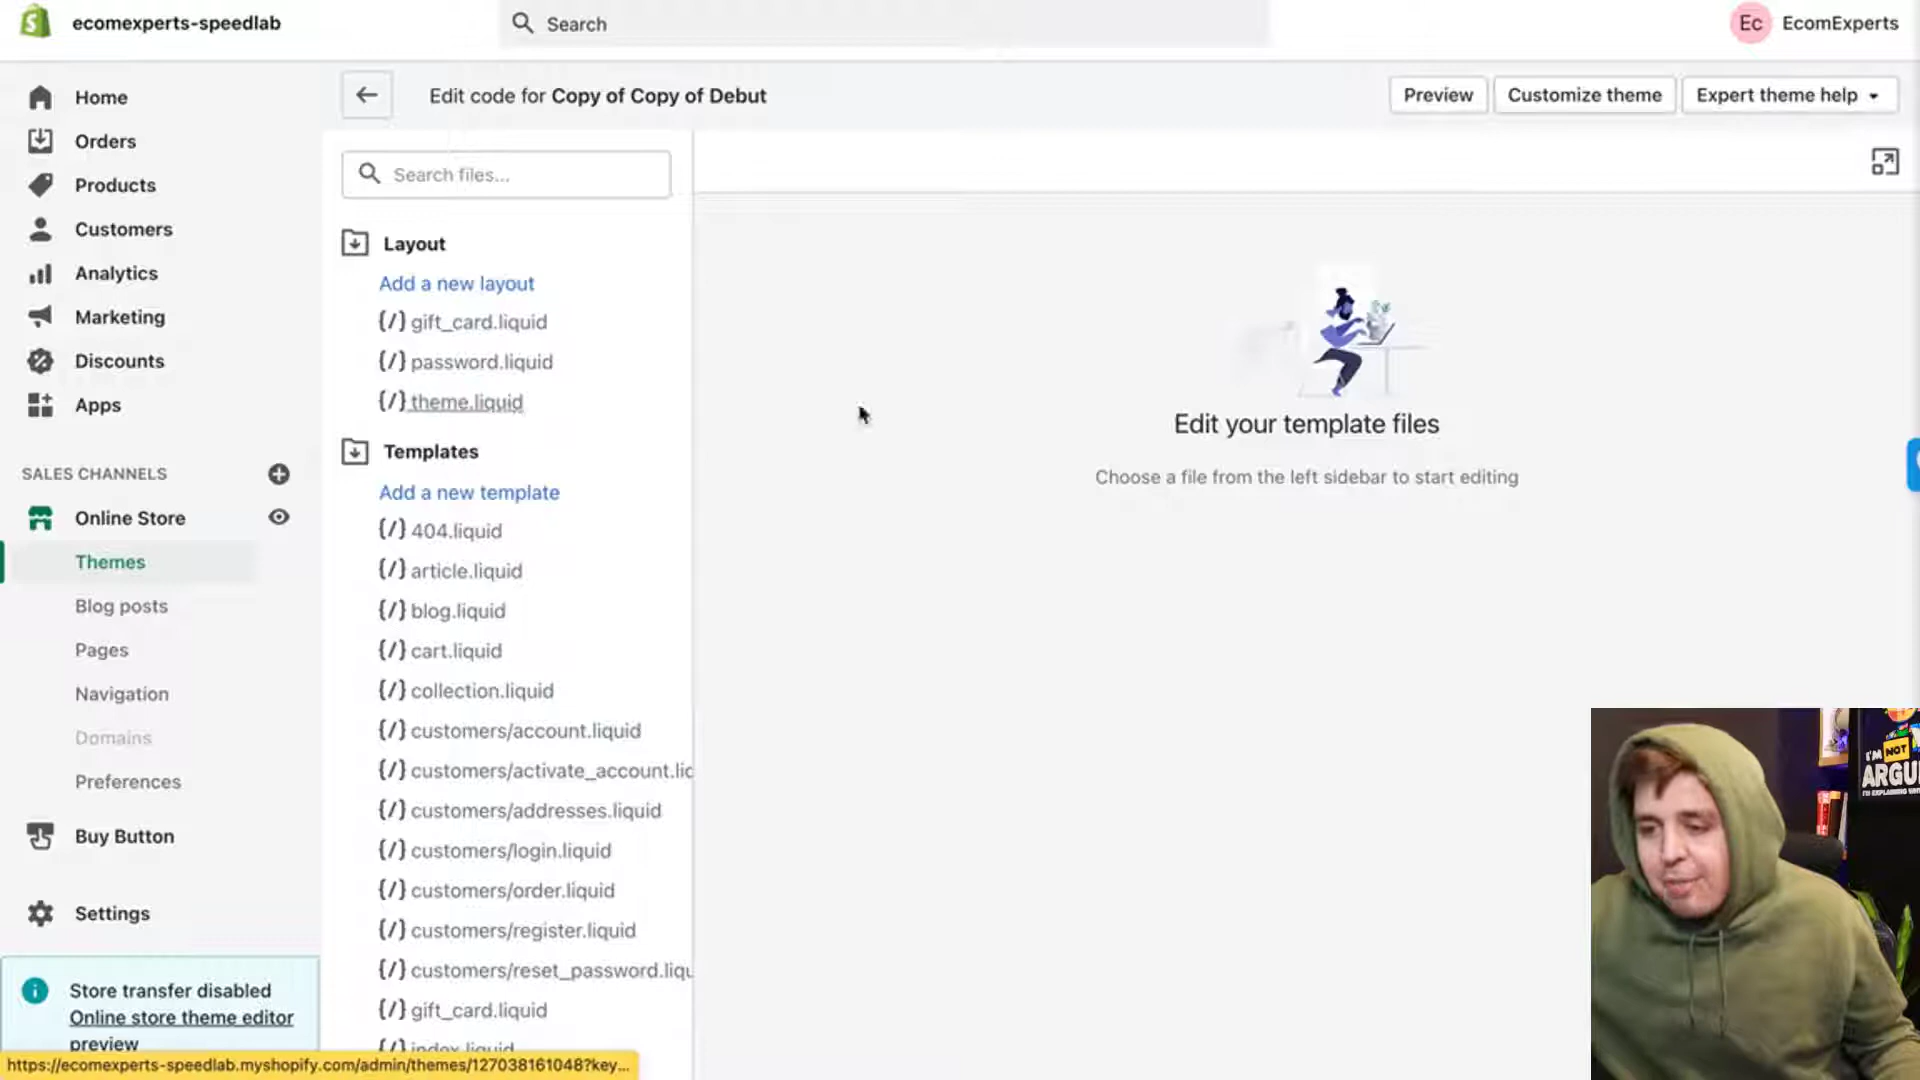 ecomexperts-speedlab
Search
Ec
EcomExperts
Home
Orders
Products
Customers
Analytics
Marketing
Discounts
Apps
SALES CHANNELS
Online Store
Themes
Blog posts
Pages
Navigation
Domains
Preferences
Buy Button
Settings
Store transfer disabled
Online store theme editor
preview
https://ecomexperts-speedlab.myshopify.com/admin/themes/127038161048?key...
Edit code for Copy of Copy of Debut
Preview
Customize theme
Expert theme help
Search files...
Layout
Add a new layout
{/} gift_card.liquid
{/} password.liquid
{/} theme.liquid
Templates
Add a new template
{/} 404.liquid
{/} article.liquid
{/} blog.liquid
{/} cart.liquid
{/} collection.liquid
{/} customers/account.liquid
{/} customers/activate_account.lic
{/} customers/addresses.liquid
{/} customers/login.liquid
{/} customers/order.liquid
{/} customers/register.liquid
{/} customers/reset_password.liqu
{/} gift_card.liquid
{/} index.liquid
Edit your template files
Choose a file from the left sidebar to start editing
I'M NOT
ARGU